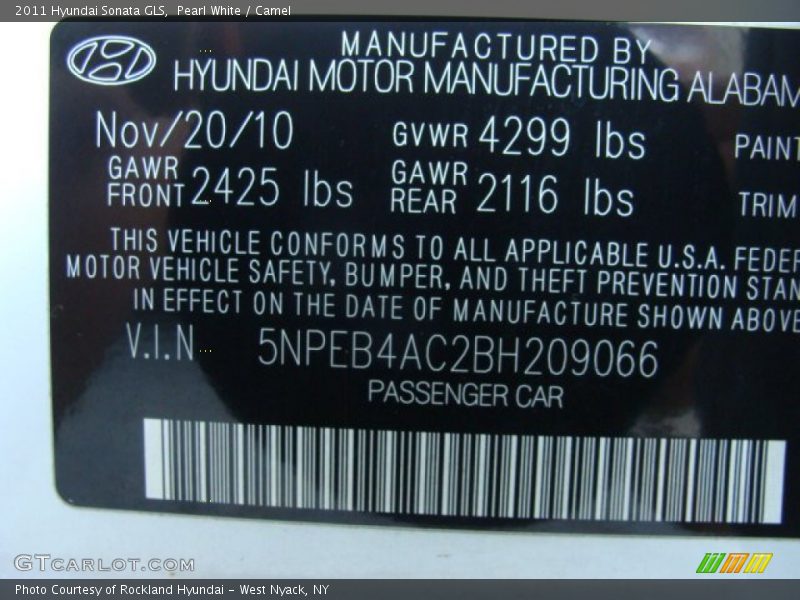 2011 Hyundai Sonata GLS, Pearl White / Camel
MANUFACTURED BY
HYUNDAI MOTOR MANUFACTURING ALABAM
Nov/20/10 GVWR 4299 lbs PAINT
GAWR FRONT 2425 lbs GAWR REAR 2116 lbs TRIM
THIS VEHICLE CONFORMS TO ALL APPLICABLE U.S.A. FEDER
MOTOR VEHICLE SAFETY, BUMPER, AND THEFT PREVENTION STAN
IN EFFECT ON THE DATE OF MANUFACTURE SHOWN ABOVE
V.I.N 5NPEB4AC2BH209066
PASSENGER CAR
GTCARLOT.COM
Photo Courtesy of Rockland Hyundai - West Nyack, NY